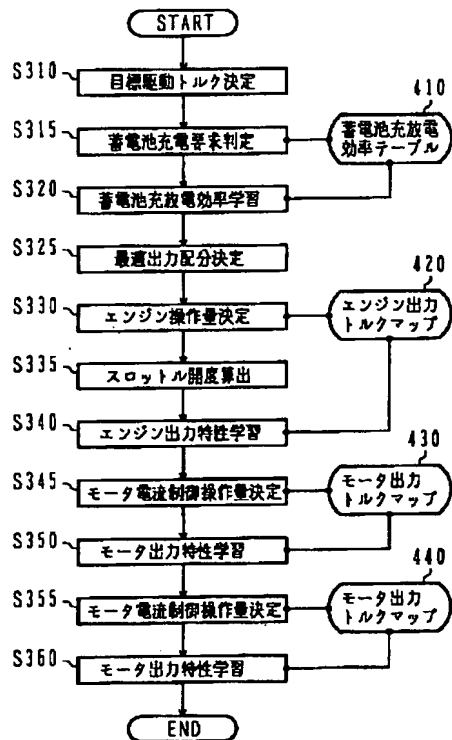 START
S310
目標駆動トルク決定
410
S315
蓄電池充電要求判定
蓄電池充放電
効率テーブル
S320
蓄電池充放電効率学習
S325
最適出力配分決定
420
S330
エンジン操作量決定
エンジン出力
トルクマップ
S335
スロットル開度算出
S340
エンジン出力特性学習
430
S345
モータ電流制御操作量決定
モータ出力
トルクマップ
S350
モータ出力特性学習
440
S355
モータ電流制御操作量決定
モータ出力
トルクマップ
S360
モータ出力特性学習
END